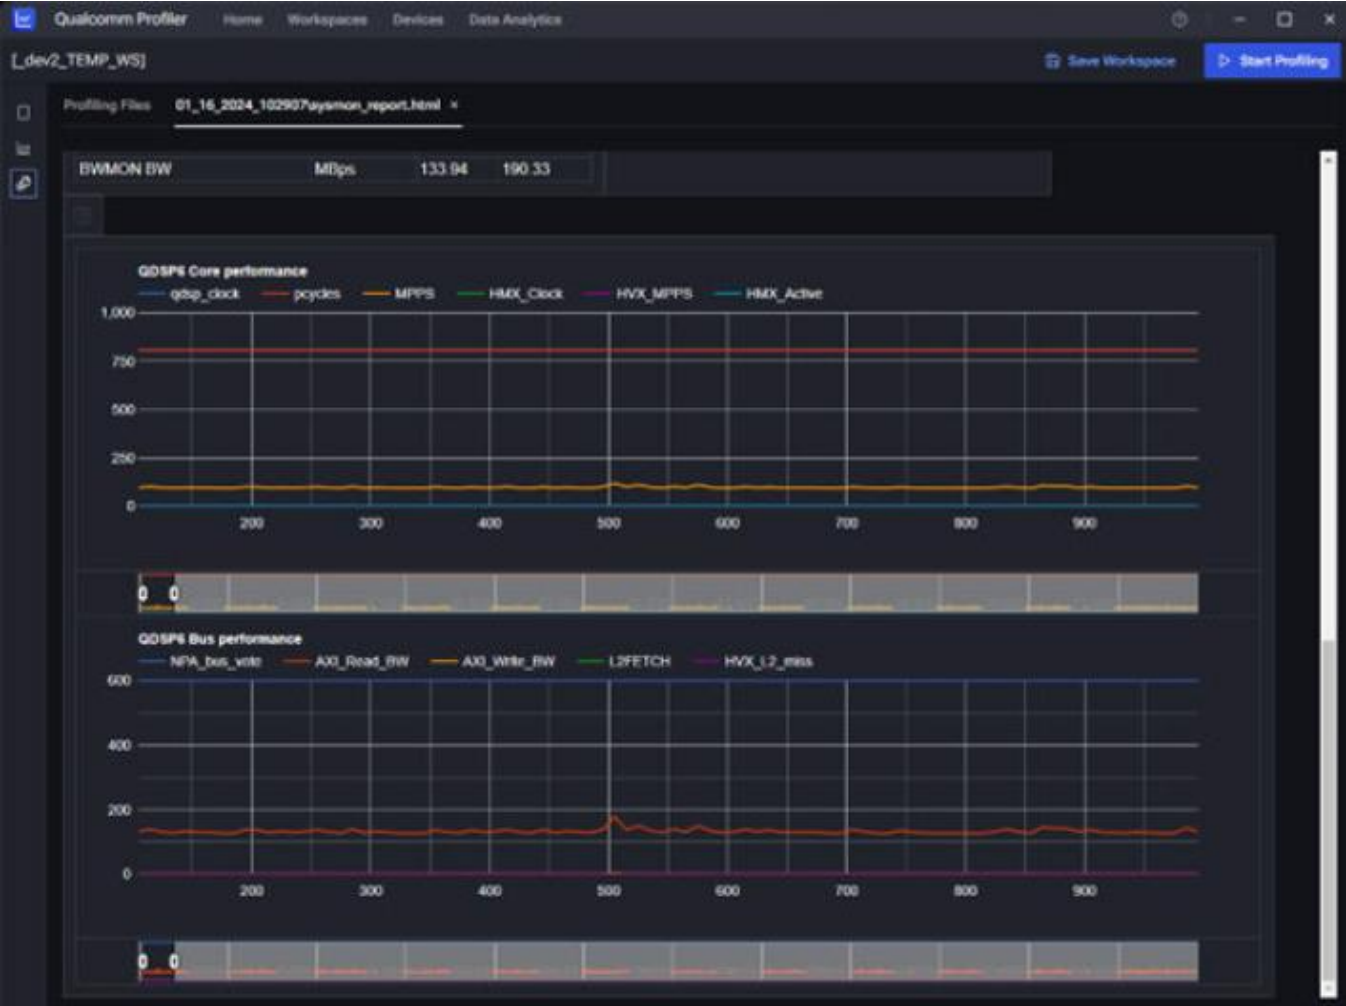 Qualcomm Profiler Home Workspaces Devices Data Analytics
[_dev2_TEMP_WS] Save Workspace Start Profiling
Profiling Files 01_16_2024_102907\sysmon_report.html ×
BWMON BW MBps 133.94 190.33
QDSP6 Core performance
qdsp_clock pcycles MPPS HMX_Clock HVX_MPPS HMX_Active
1,000
750
500
250
0
200 300 400 500 600 700 800 900
0 0
QDSP6 Bus performance
NPA_bus_vote AXI_Read_BW AXI_Write_BW L2FETCH HVX_L2_miss
600
400
200
0
200 300 400 500 600 700 800 900
0 0